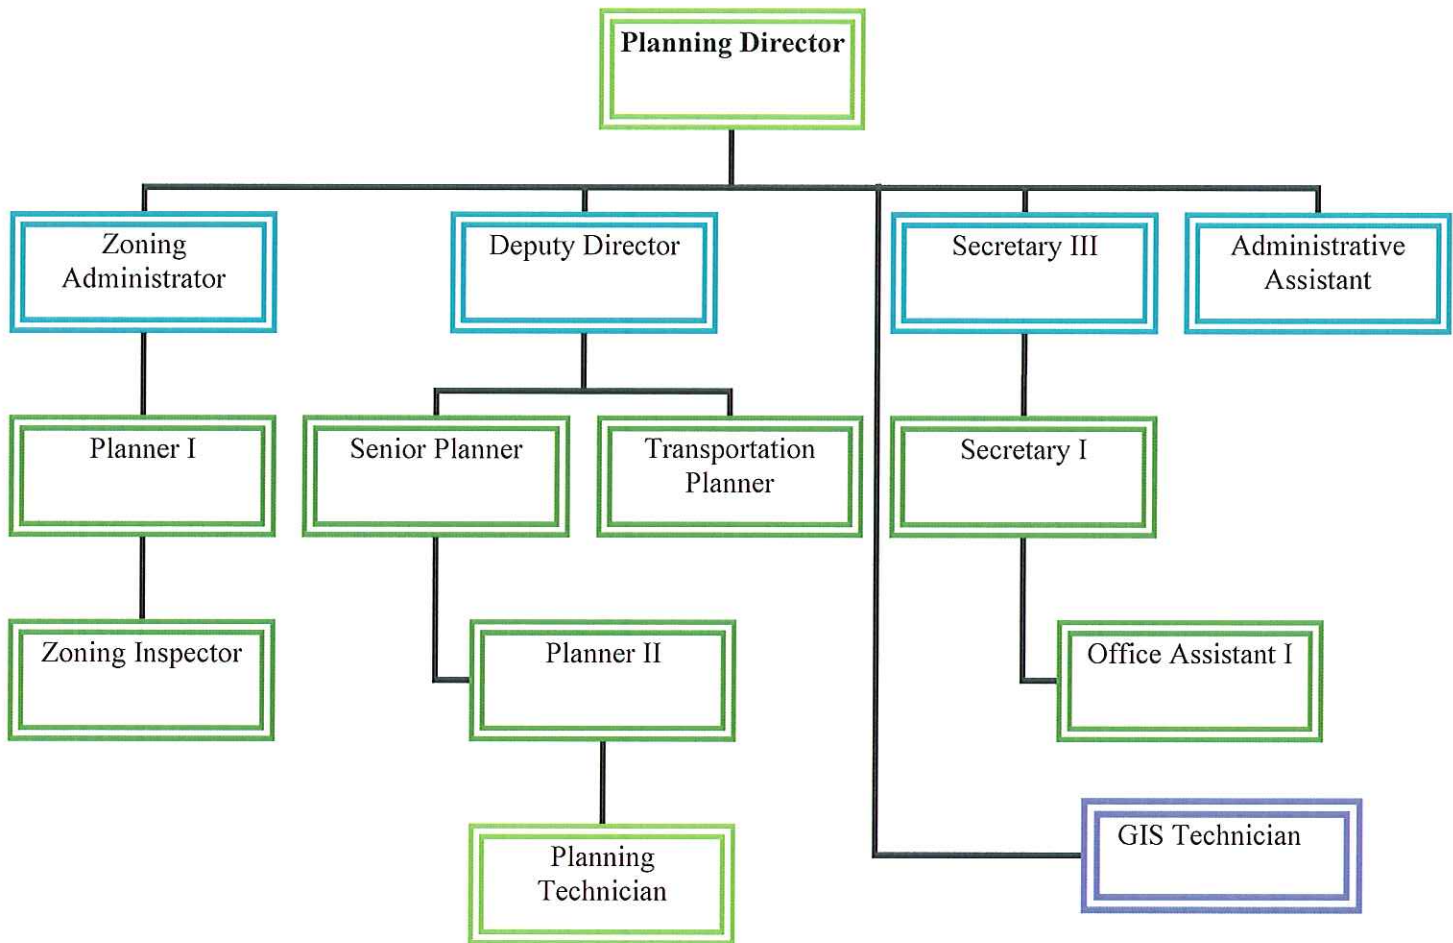 Planning Director
Zoning
Administrator
Deputy Director
Secretary III
Administrative
Assistant
Planner I
Senior Planner
Transportation
Planner
Secretary I
Zoning Inspector
Planner II
Office Assistant I
Planning
Technician
GIS Technician